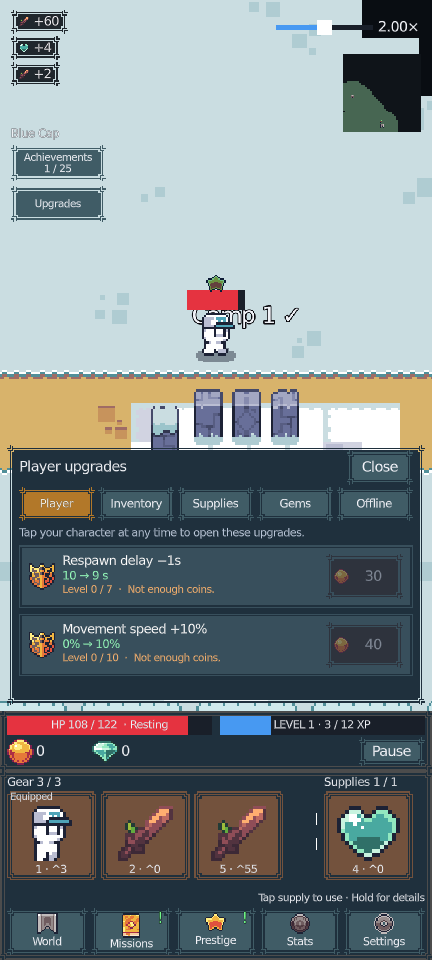 +60
2.00×
+4
+2
Blue Cap
Achievements
1 / 25
Upgrades
Camp 1 ✓
Player upgrades
Close
Player
Inventory
Supplies
Gems
Offline
Tap your character at any time to open these upgrades.
Respawn delay −1s
10 → 9 s
Level 0 / 7 · Not enough coins.
30
Movement speed +10%
0% → 10%
Level 0 / 10 · Not enough coins.
40
HP 108 / 122 · Resting
LEVEL 1 · 3 / 12 XP
0
0
Pause
Gear 3 / 3
Supplies 1 / 1
Equipped
1 · ^3
2 · ^0
5 · ^55
4 · ^0
Tap supply to use · Hold for details
World
Missions
!
Prestige
!
Stats
Settings